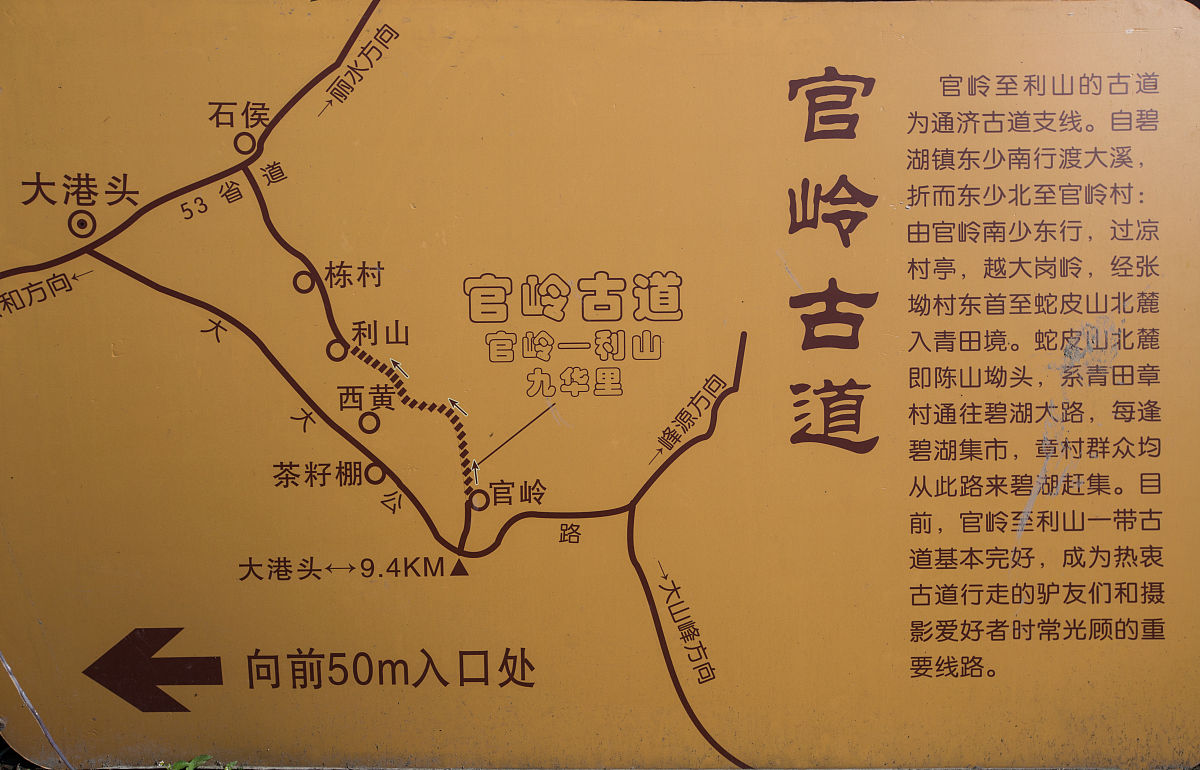 →丽水方向
石侯
大港头
53省道
和方向←
栋村
大
利山
官岭古道
官岭—利山
九华里
西黄
大
→峰源方向
茶籽棚
公
官岭
路
大港头↔9.4KM▲
→大山峰方向
向前50m入口处
官岭古道
官岭至利山的古道
为通济古道支线。自碧
湖镇东少南行渡大溪，
折而东少北至官岭村：
由官岭南少东行，过凉
村亭，越大岗岭，经张
坳村东首至蛇皮山北麓
入青田境。蛇皮山北麓
即陈山坳头，系青田章
村通往碧湖大路，每逢
碧湖集市，章村群众均
从此路来碧湖赶集。目
前，官岭至利山一带古
道基本完好，成为热衷
古道行走的驴友们和摄
影爱好者时常光顾的重
要线路。